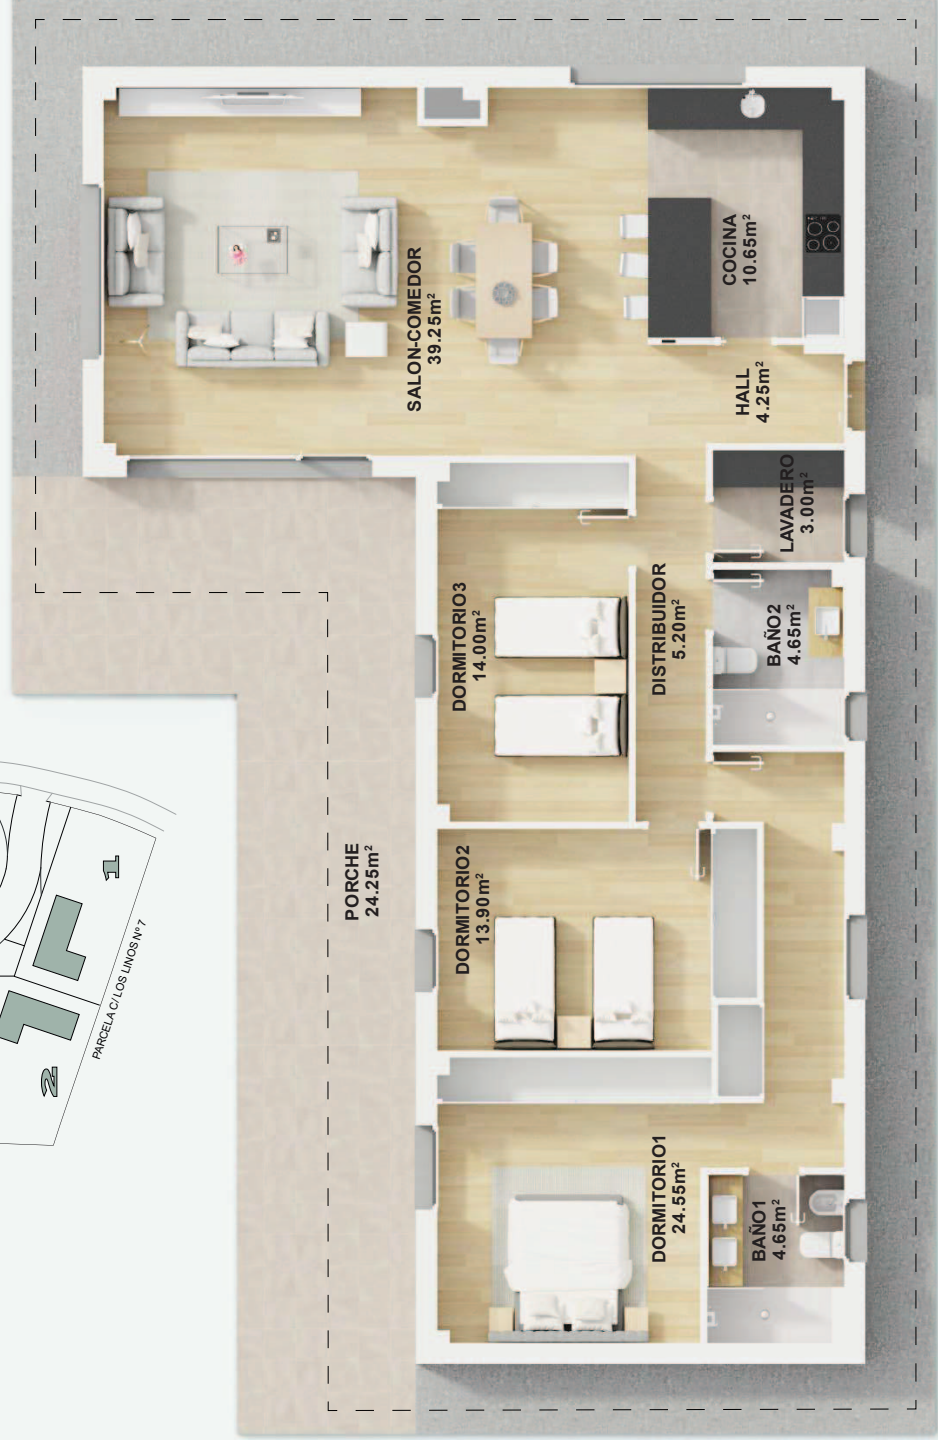 SALON-COMEDOR
39.25m²
COCINA
10.65m²
HALL
4.25m²
LAVADERO
3.00m²
DORMITORIO3
14.00m²
DISTRIBUIDOR
5.20m²
BAÑO2
4.65m²
PORCHE
24.25m²
DORMITORIO2
13.90m²
DORMITORIO1
24.55m²
BAÑO1
4.65m²
1
2
PARCELA C/ LOS LINOS Nº 7